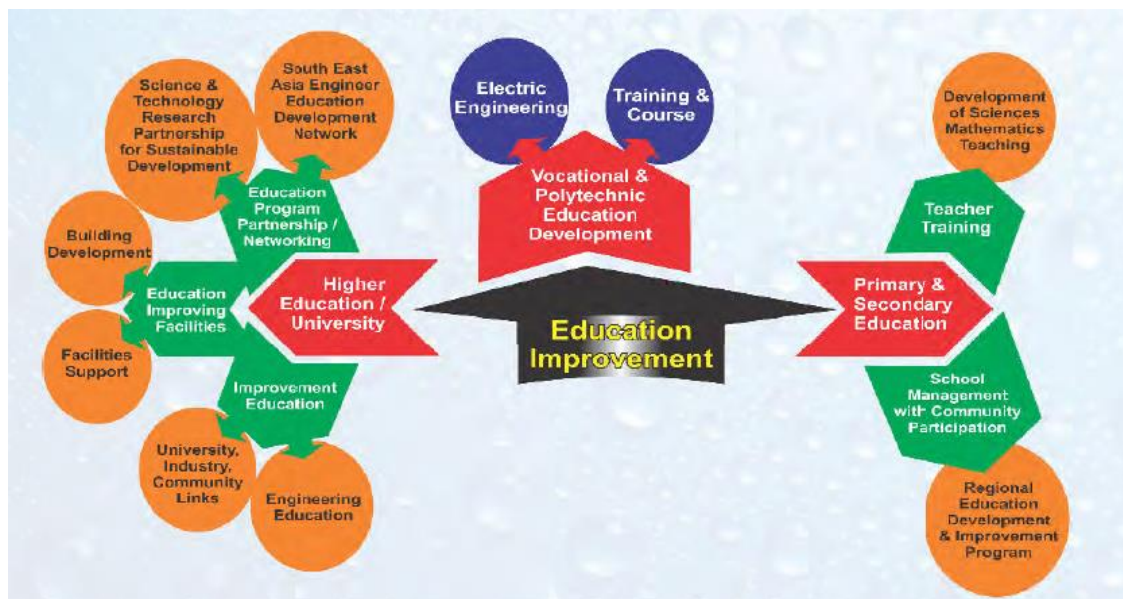 Science &
Technology
Research
Partnership
for Sustainable
Development
South East
Asia Engineer
Education
Development
Network
Education
Program
Partnership /
Networking
Building
Development
Education
Improving
Facilities
Facilities
Support
Improvement
Education
University,
Industry,
Community
Links
Engineering
Education
Higher
Education /
University
Electric
Engineering
Training &
Course
Vocational &
Polytechnic
Education
Development
Education
Improvement
Development
of Sciences
Mathematics
Teaching
Teacher
Training
Primary &
Secondary
Education
School
Management
with Community
Participation
Regional
Education
Development
& Improvement
Program